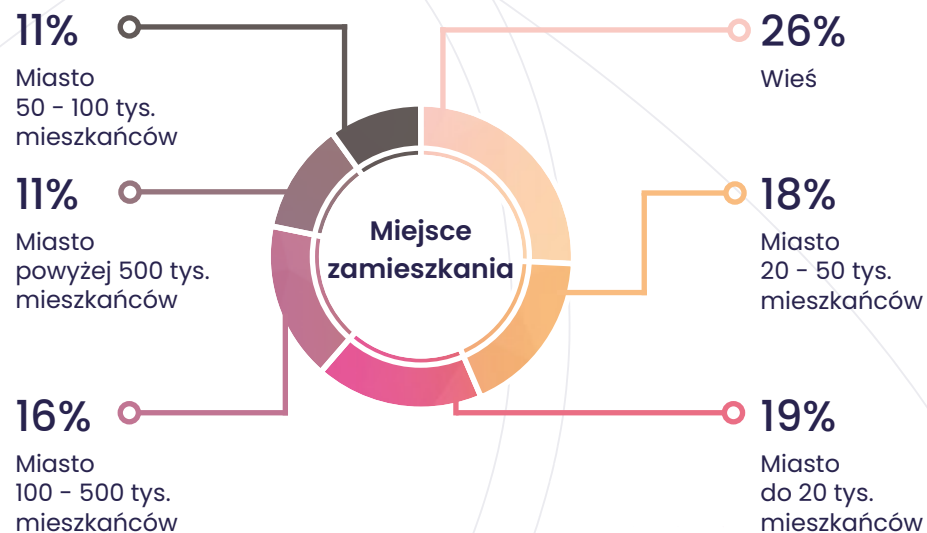 11%
Miasto
50 - 100 tys.
mieszkańców
11%
Miasto
powyżej 500 tys.
mieszkańców
16%
Miasto
100 - 500 tys.
mieszkańców
Miejsce
zamieszkania
26%
Wieś
18%
Miasto
20 - 50 tys.
mieszkańców
19%
Miasto
do 20 tys.
mieszkańców